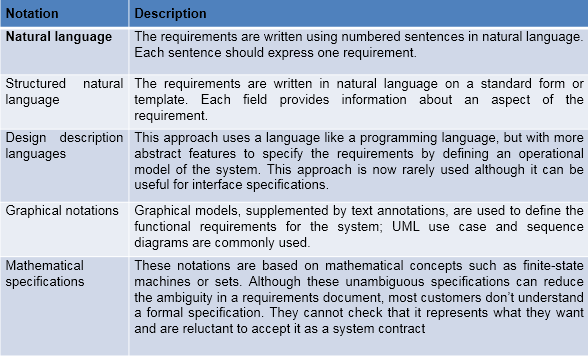 Notation Description
Natural language The requirements are written using numbered sentences in natural language.
Each sentence should express one requirement.
Structured natural The requirements are written in natural language on a standard form or
language template. Each field provides information about an aspect of the
requirement.
Design description This approach uses a language like a programming language, but with more
languages abstract features to specify the requirements by defining an operational
model of the system. This approach is now rarely used although it can be
useful for interface specifications.
Graphical notations Graphical models, supplemented by text annotations, are used to define the
functional requirements for the system; UML use case and sequence
diagrams are commonly used.
Mathematical These notations are based on mathematical concepts such as finite-state
specifications machines or sets. Although these unambiguous specifications can reduce
the ambiguity in a requirements document, most customers don’t understand
a formal specification. They cannot check that it represents what they want
and are reluctant to accept it as a system contract